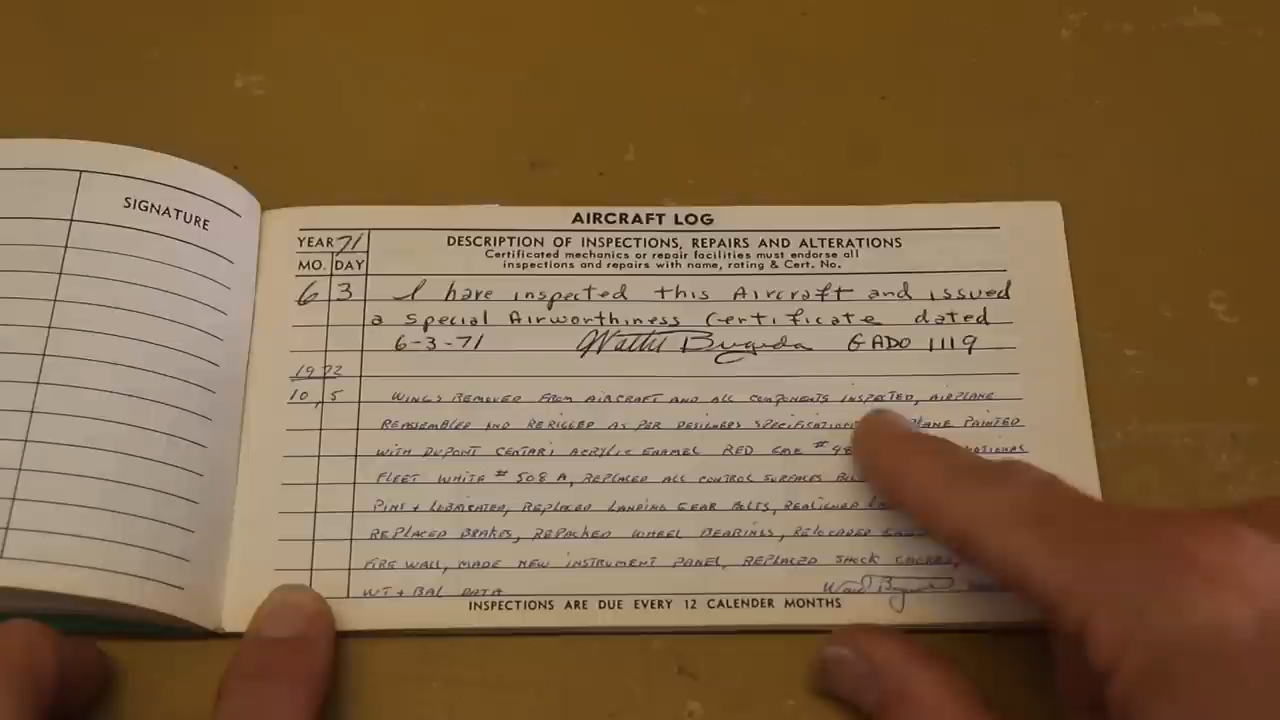 SIGNATURE
AIRCRAFT LOG
YEAR 71
DESCRIPTION OF INSPECTIONS, REPAIRS AND ALTERATIONS
Certificated mechanics or repair facilities must endorse all
inspections and repairs with name, rating & Cert. No.
MO. DAY
6 3 I have inspected this Aircraft and issued
a Special Airworthiness Certificate dated
6-3-71 GADO 1119
1972
10, 5 WINGS REMOVED FROM AIRCRAFT AND ALL COMPONENTS INSPECTED, AIRPLANE
REASSEMBLED AND RERIGGED AS PER DESIGNERS SPECIFICATIONS PLANE PAINTED
WITH DUPONT CENTARI ACRYLIC ENAMEL RED
FLEET WHITE # 508 A, REPLACED ALL CONTROL SURFACES
PINS + LUBRICATED, REPLACED LANDING GEAR BOLTS, REALIGNED
REPLACED BRAKES, REPACKED WHEEL BEARINGS, RELOCATED
FIRE WALL, MADE NEW INSTRUMENT PANEL, REPLACED SHOCK
WT + BAL DATA
INSPECTIONS ARE DUE EVERY 12 CALENDER MONTHS